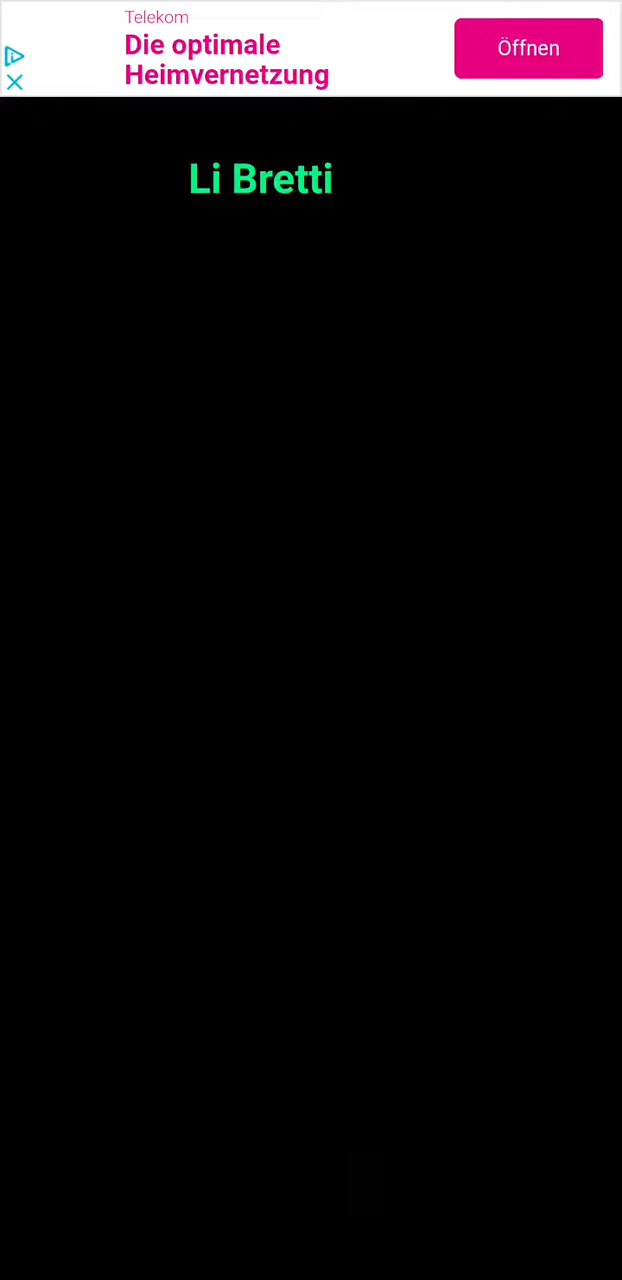 Telekom
Die optimale
Heimvernetzung
Öffnen
Li Bretti